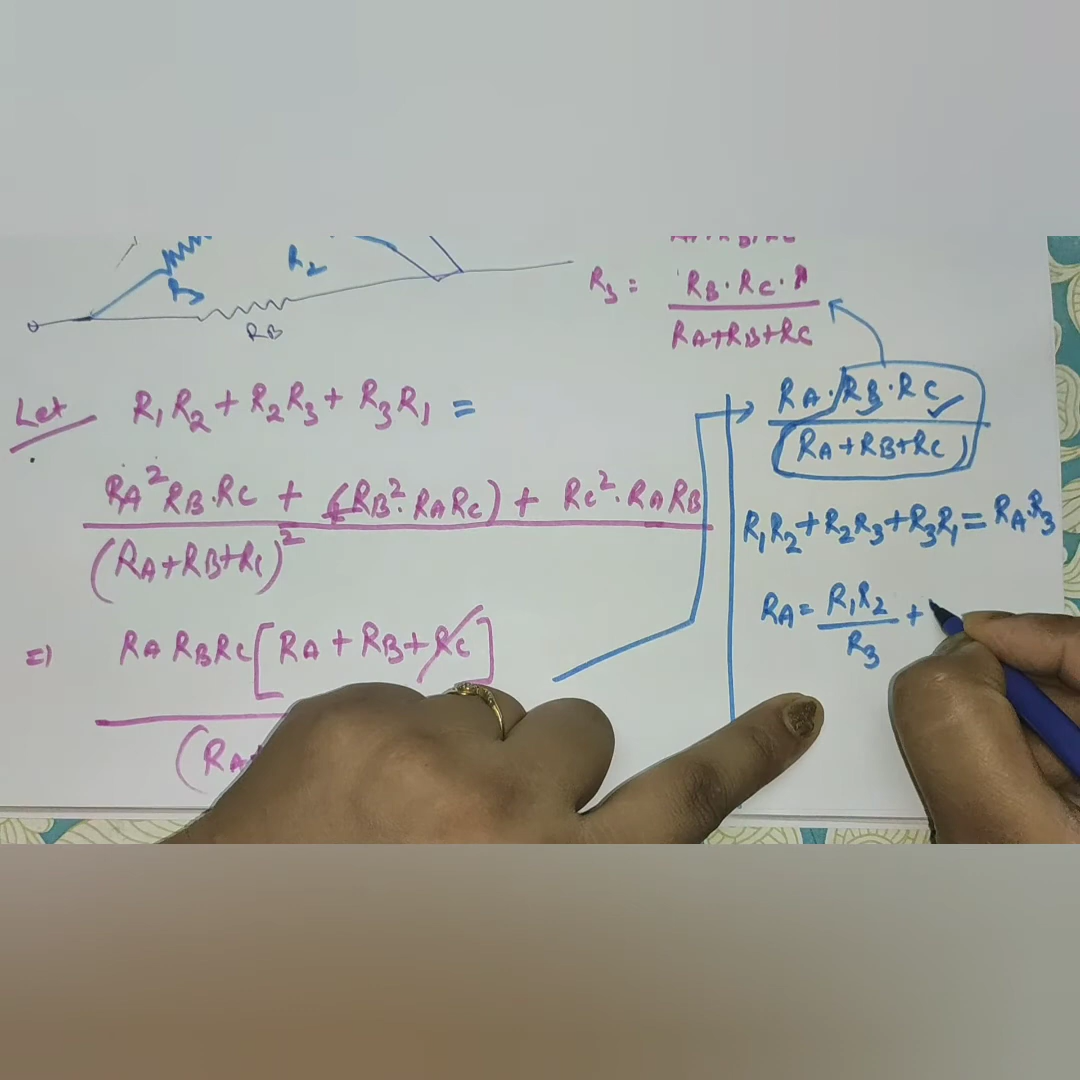 R₂
R₃
RB
R₃ = RB·RC·
RA+RB+RC
Let R₁R₂ + R₂R₃ + R₃R₁ =
RA²RB·RC + (RB²·RARC) + RC²·RARB
(RA+RB+RC)²
⇒ RARBRC[RA + RB + RC]
(RA
RA·RB·RC
(RA+RB+RC)
R₁R₂+R₂R₃+R₃R₁ = RA·R₃
RA = R₁R₂ +
R₃